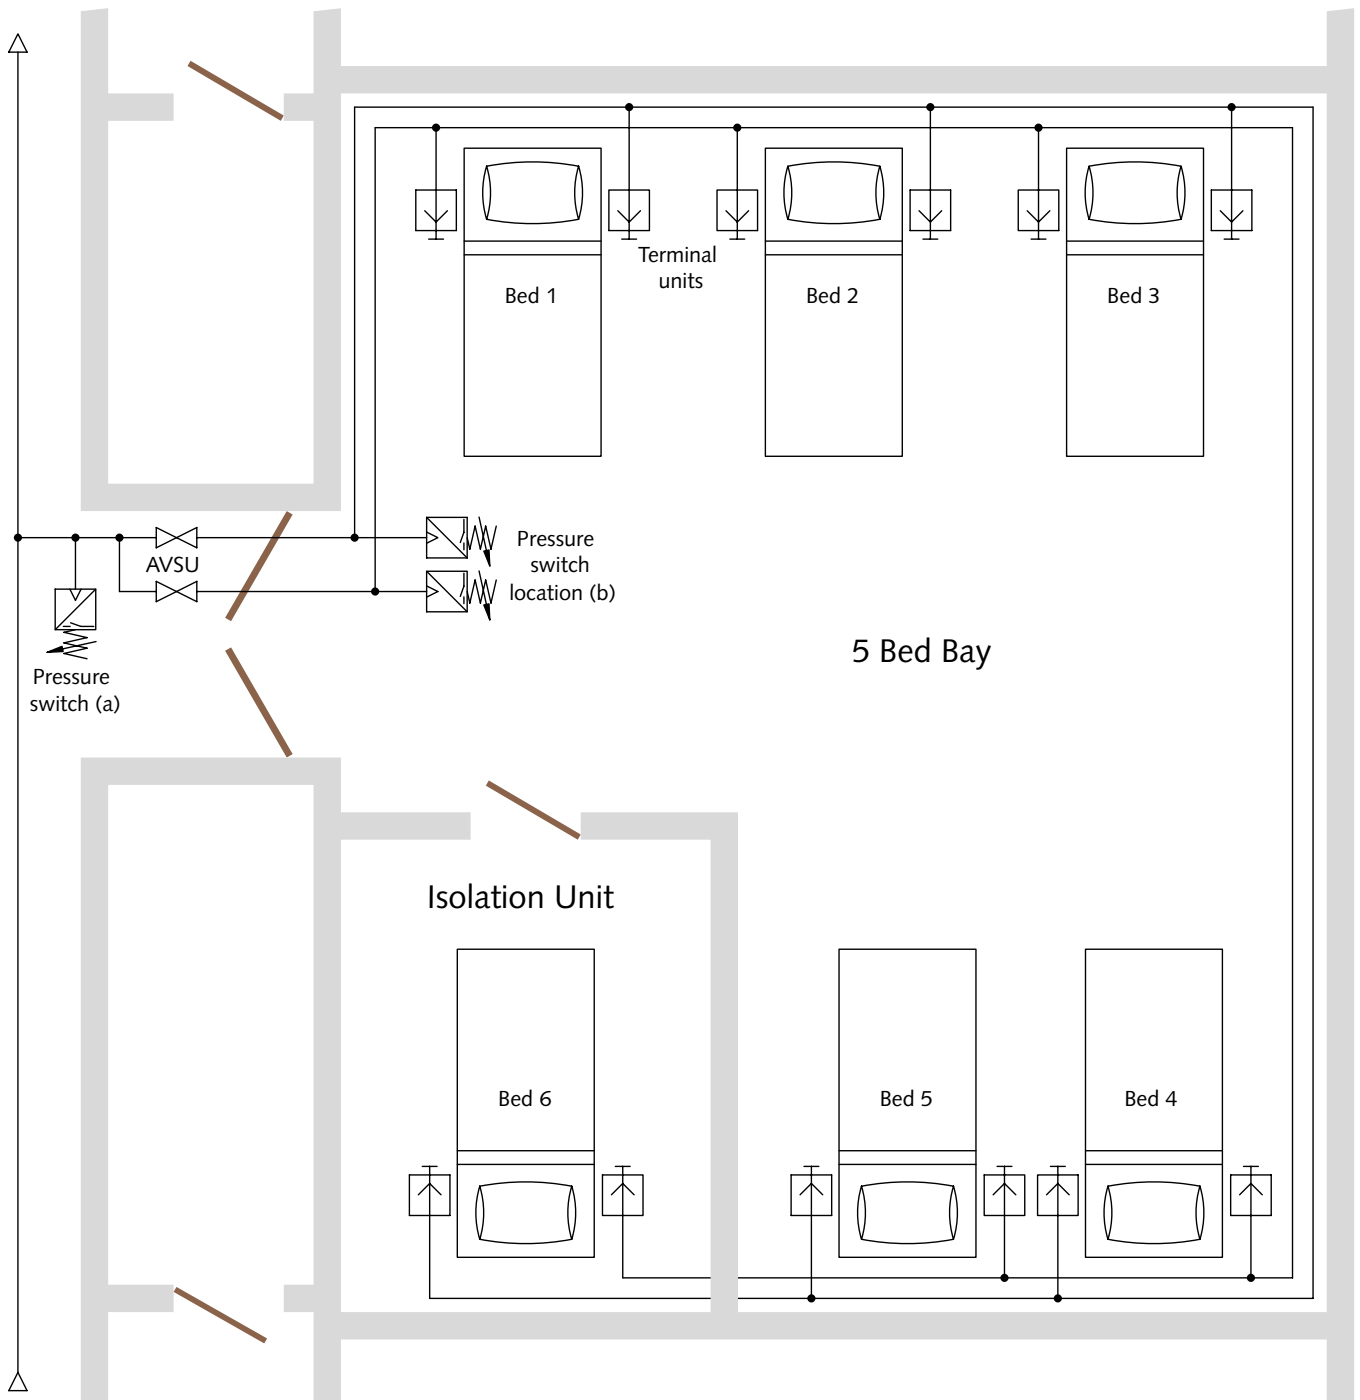 Terminal
units
Bed 1
Bed 2
Bed 3
AVSU
Pressure
switch
location (b)
Pressure
switch (a)
5 Bed Bay
Isolation Unit
Bed 6
Bed 5
Bed 4